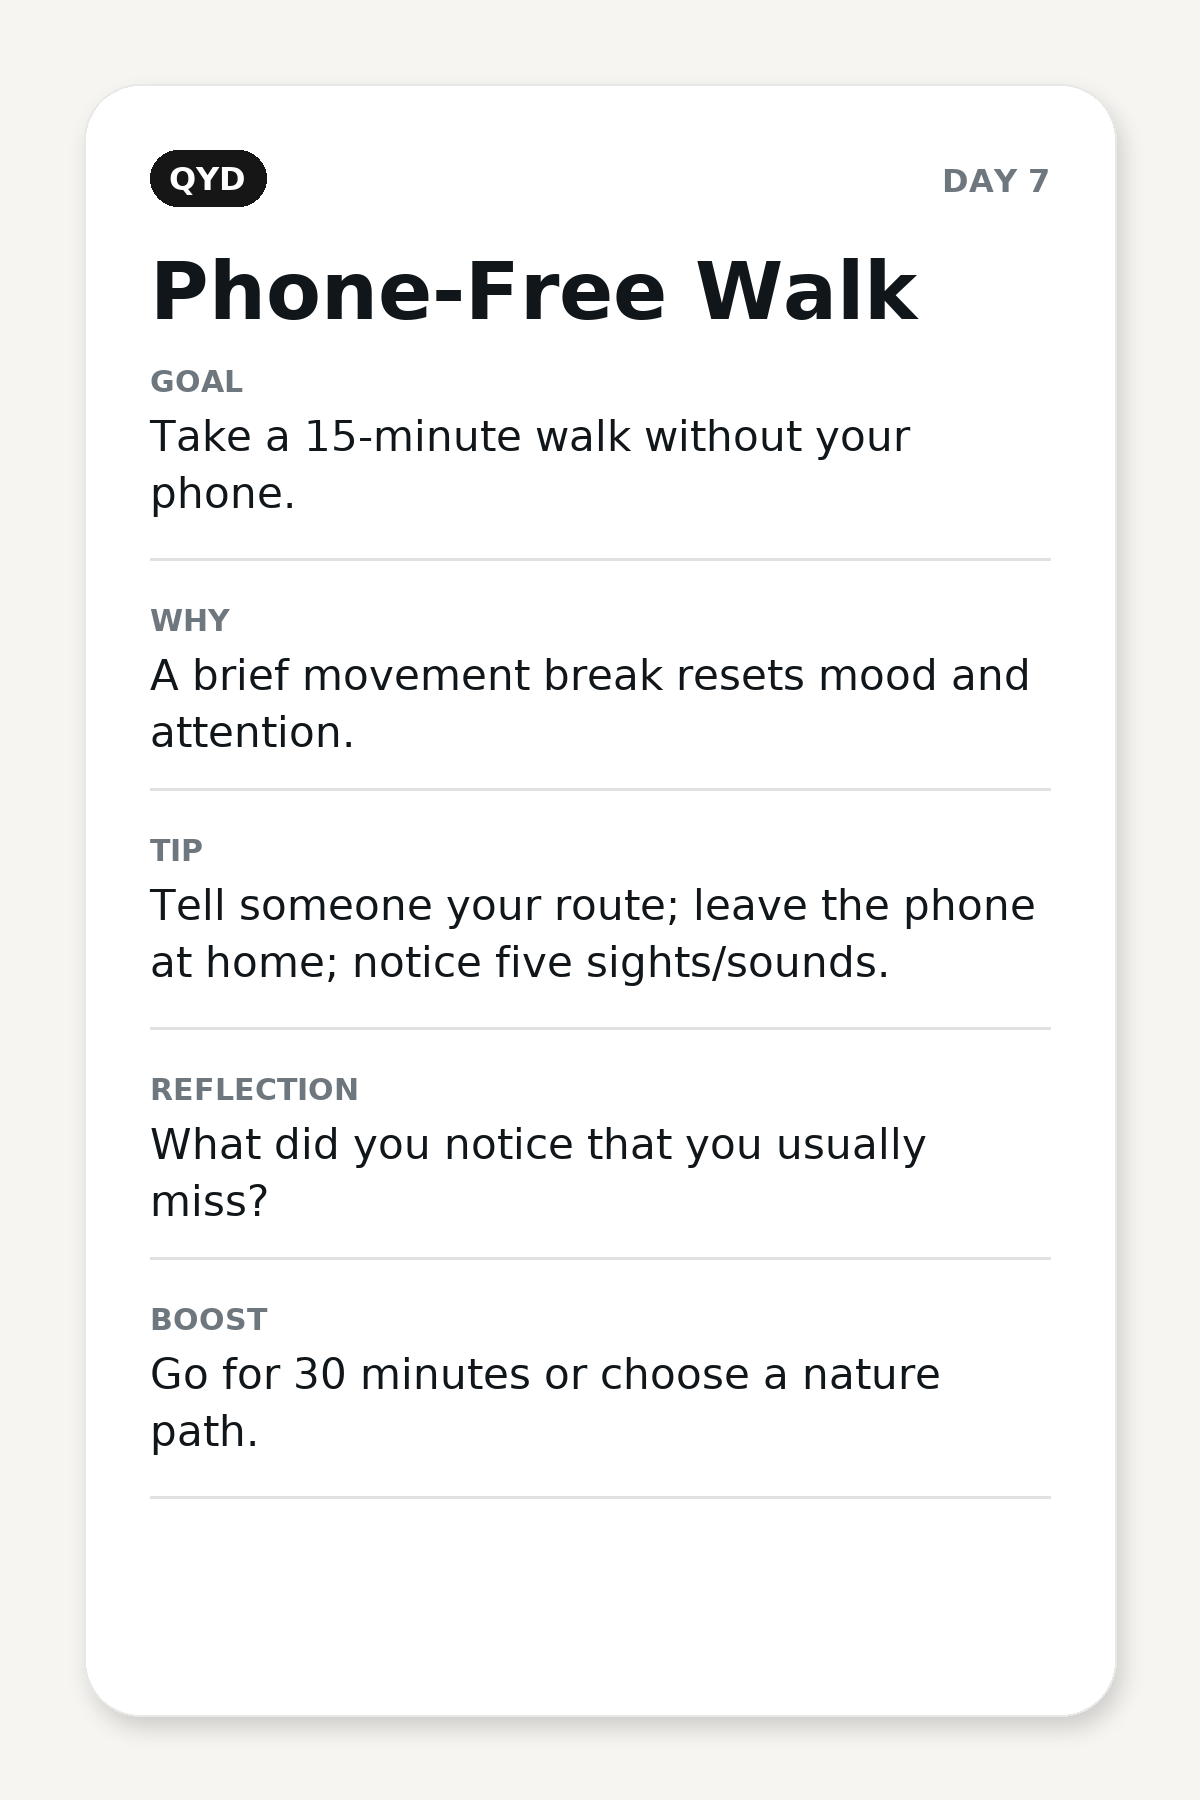 QYD
DAY 7
Phone-Free Walk
GOAL
Take a 15-minute walk without your
phone.
WHY
A brief movement break resets mood and
attention.
TIP
Tell someone your route; leave the phone
at home; notice five sights/sounds.
REFLECTION
What did you notice that you usually
miss?
BOOST
Go for 30 minutes or choose a nature
path.